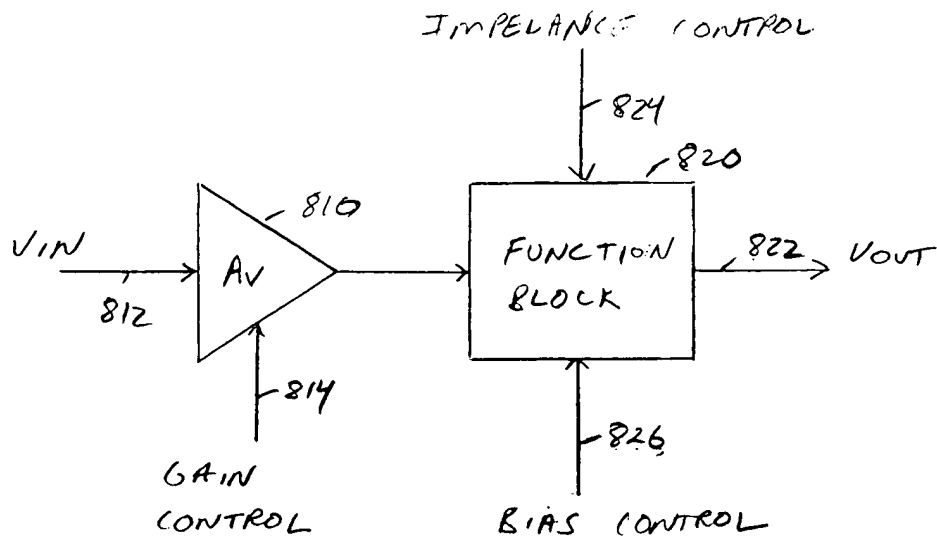 IMPELANCE CONTROL
824
820
810
VIN
AV
FUNCTION
BLOCK
822
VOUT
812
814
826
GAIN
CONTROL
BIAS CONTROL